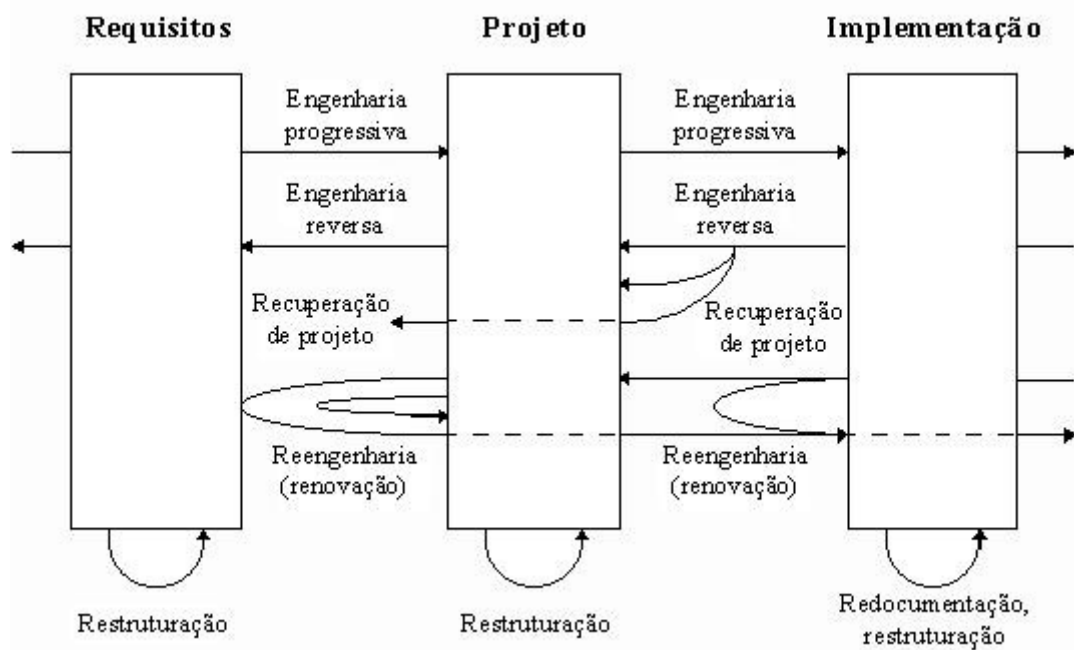 Requisitos
Projeto
Implementação
Engenharia
progressiva
Engenharia
progressiva
Engenharia
reversa
Engenharia
reversa
Recuperação
de projeto
Recuperação
de projeto
Reengenharia
(renovação)
Reengenharia
(renovação)
Restruturação
Restruturação
Redocumentação,
restruturação